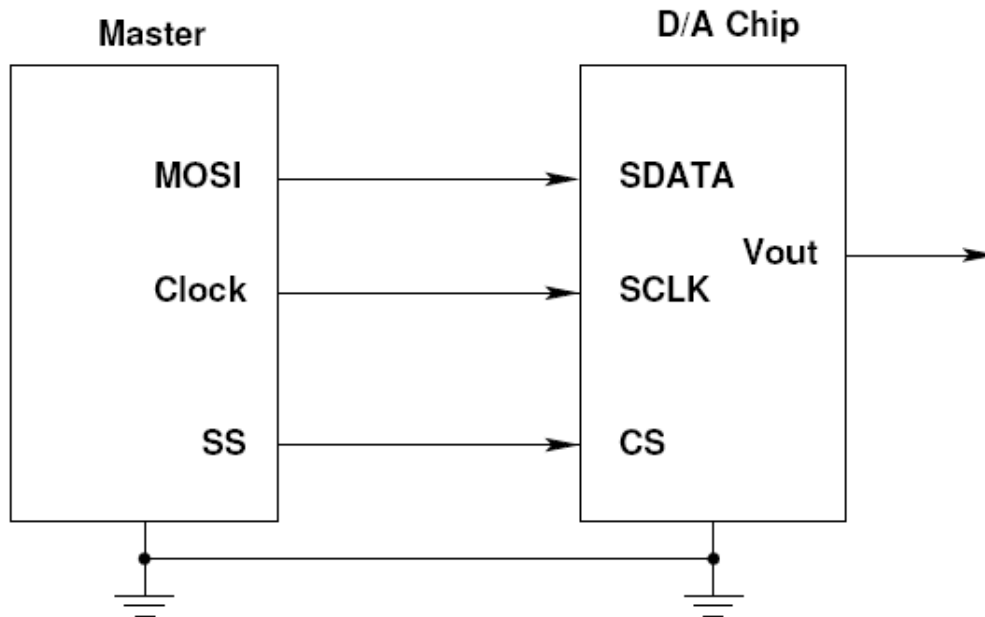 Master
D/A Chip
MOSI
SDATA
Vout
Clock
SCLK
SS
CS